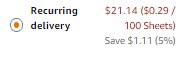 Recurring delivery
$21.14 ($0.29 /
100 Sheets)
Save $1.11 (5%)